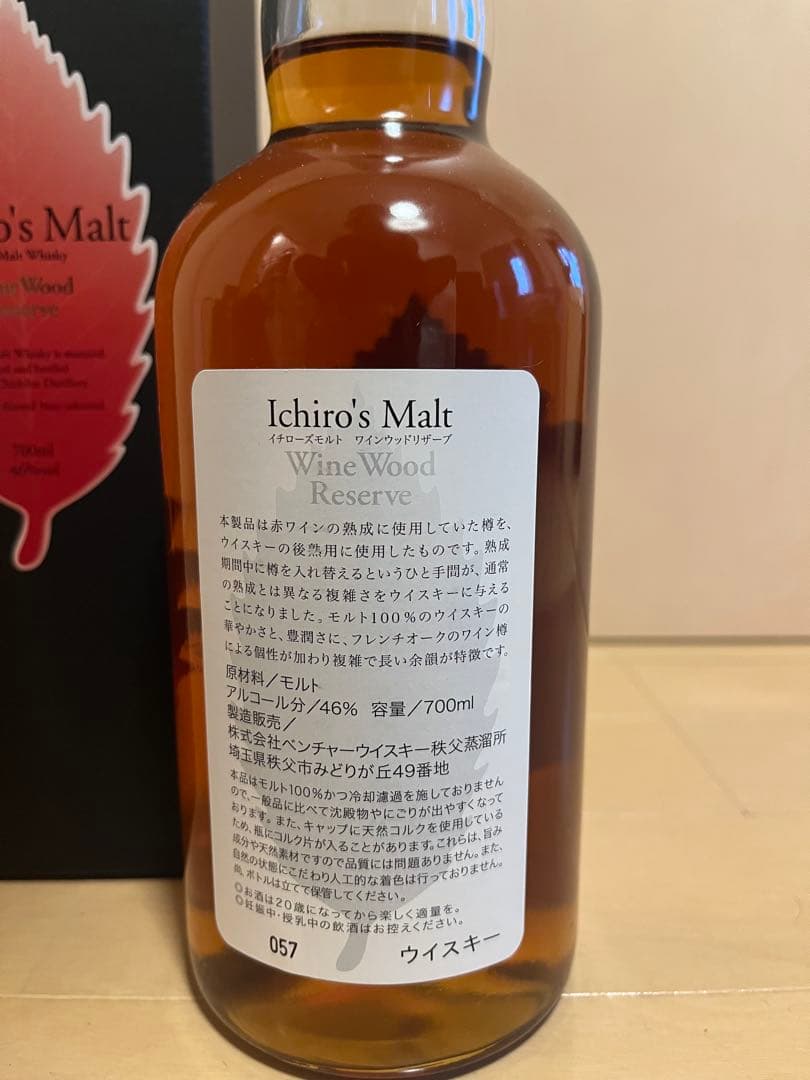 o's Malt
Malt Whisky
ne Wood
serve
700ml
Ichiro's Malt
イチローズモルト ワインウッドリザーブ
Wine Wood
Reserve
本製品は赤ワインの熟成に使用していた樽を、
ウイスキーの後熟用に使用したものです。熟成
期間中に樽を入れ替えるというひと手間が、通常
の熟成とは異なる複雑さをウイスキーに与える
ことになりました。モルト100%のウイスキーの
華やかさと、豊潤さに、フレンチオークのワイン樽
による個性が加わり複雑で長い余韻が特徴です。
原材料/モルト
アルコール分/46% 容量/700ml
製造販売/
株式会社ベンチャーウイスキー秩父蒸溜所
埼玉県秩父市みどりが丘49番地
本品はモルト100%かつ冷却濾過を施しておりません
ので、一般品に比べて沈殿物やにごりが出やすくなって
おります。また、キャップに天然コルクを使用している
ため、瓶にコルク片が入ることがあります。これらは、旨み
成分や天然素材ですので品質には問題ありません。また、
自然の状態にこだわり人工的な着色は行っておりません。
尚、ボトルは立てて保管してください。
◎お酒は20歳になってから楽しく適量を。
◎妊娠中・授乳中の飲酒はお控えください。
057 ウイスキー